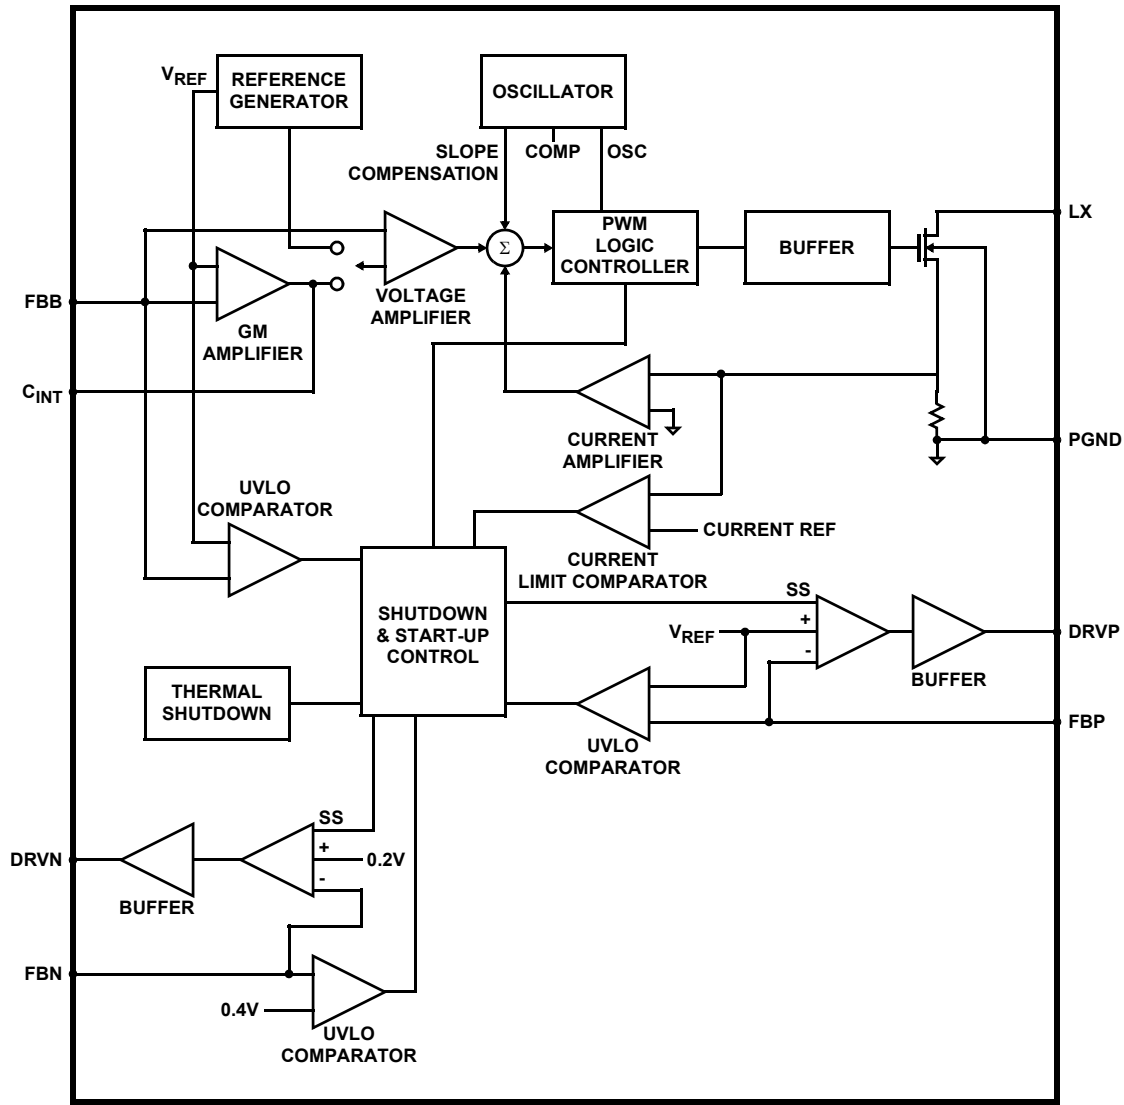 VREF
REFERENCE
GENERATOR
OSCILLATOR
SLOPE
COMPENSATION
COMP
OSC
LX
PWM
LOGIC
CONTROLLER
BUFFER
Σ
FBB
VOLTAGE
AMPLIFIER
GM
AMPLIFIER
CINT
CURRENT
AMPLIFIER
PGND
UVLO
COMPARATOR
CURRENT REF
CURRENT
LIMIT COMPARATOR
SHUTDOWN
& START-UP
CONTROL
SS
+
-
VREF
DRVP
BUFFER
THERMAL
SHUTDOWN
FBP
UVLO
COMPARATOR
SS
+
-
0.2V
DRVN
BUFFER
FBN
0.4V
UVLO
COMPARATOR